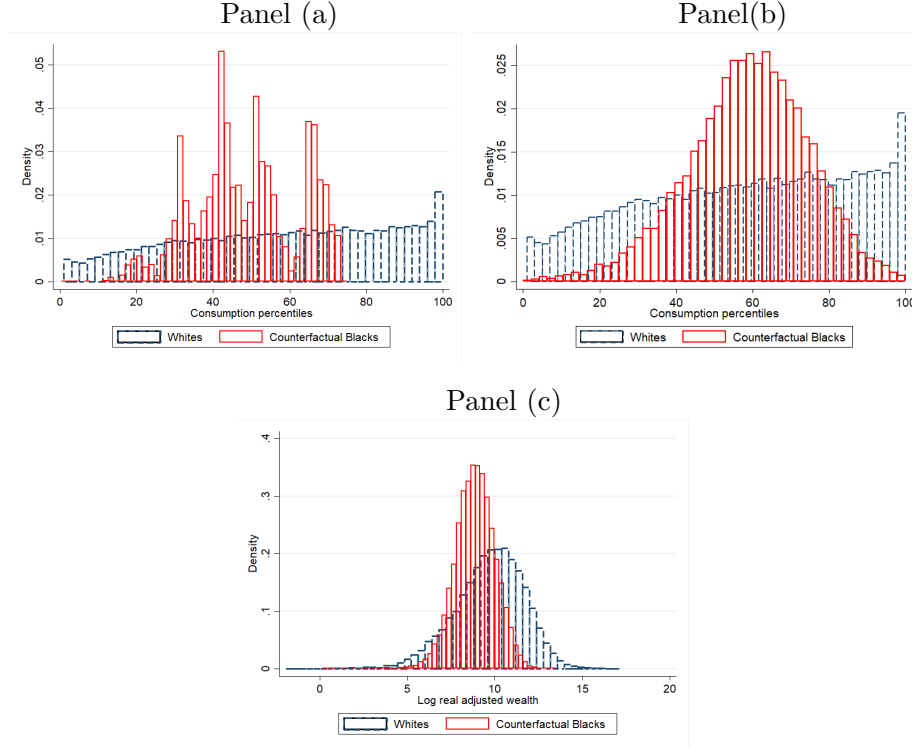 Panel (a)
Density
0 .01 .02 .03 .04 .05
0 20 40 60 80 100
Consumption percentiles
Whites Counterfactual Blacks
Panel(b)
Density
0 .005 .01 .015 .02 .025
0 20 40 60 80 100
Consumption percentiles
Whites Counterfactual Blacks
Panel (c)
Density
0 .1 .2 .3 .4
0 5 10 15 20
Log real adjusted wealth
Whites Counterfactual Blacks